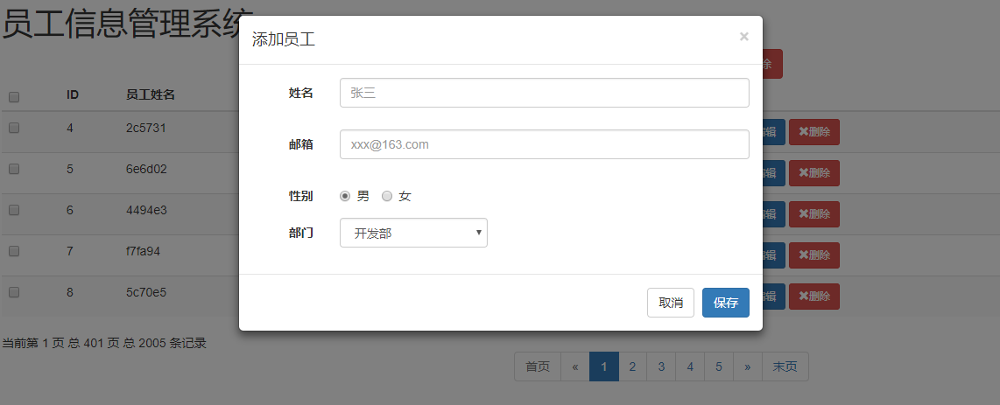 员工信息管理系统
添加员工 ×
除
ID 员工姓名
姓名 张三
4 2c5731 编辑 ✖删除
邮箱 xxx@163.com
5 6e6d02 编辑 ✖删除
性别 男 女
6 4494e3 编辑 ✖删除
部门 开发部
7 f7fa94 编辑 ✖删除
8 5c70e5 编辑 ✖删除
取消 保存
当前第 1 页 总 401 页 总 2005 条记录
首页 « 1 2 3 4 5 » 末页